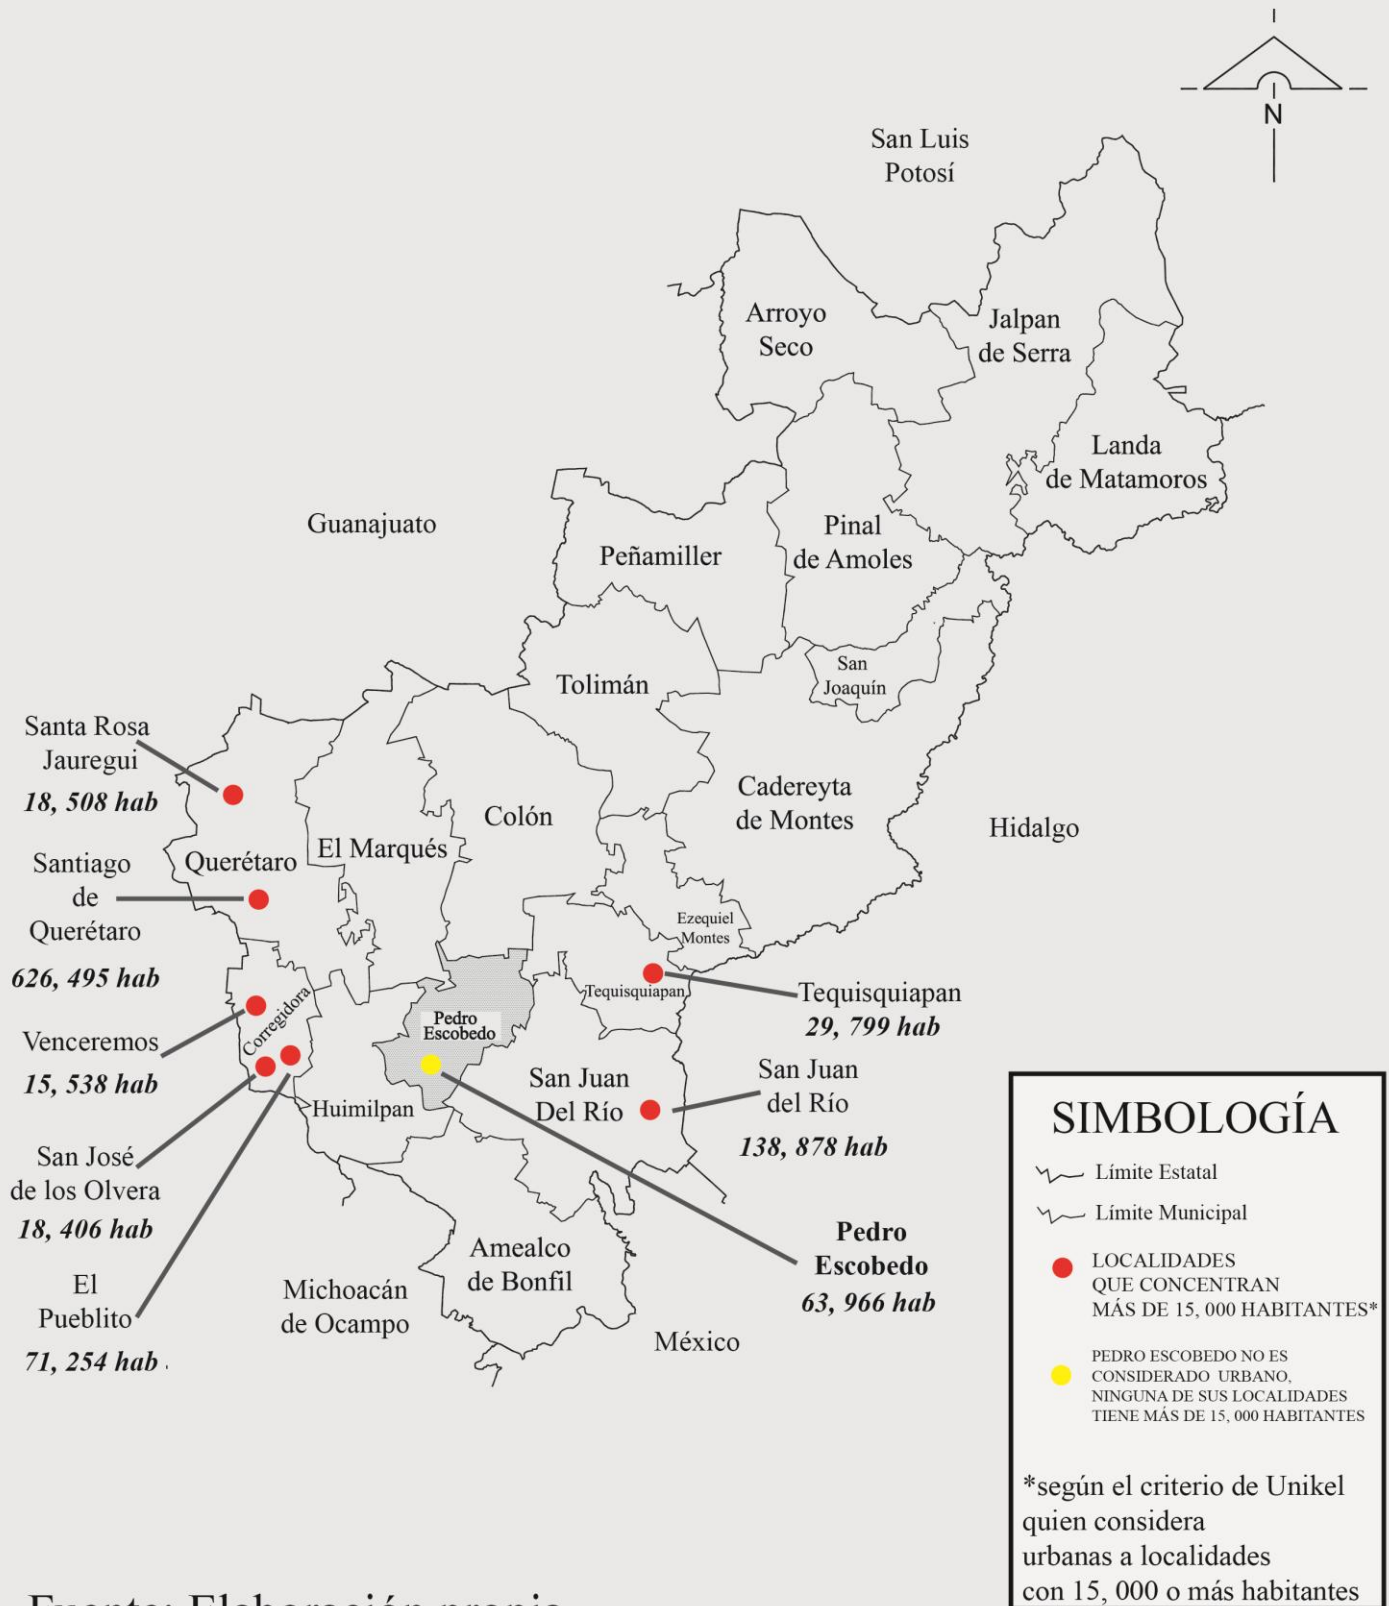 N
San Luis
Potosí
Arroyo
Seco
Jalpan
de Serra
Landa
de Matamoros
Guanajuato
Peñamiller
Pinal
de Amoles
San
Joaquín
Tolimán
Cadereyta
de Montes
Hidalgo
Colón
El Marqués
Querétaro
Santa Rosa
Jauregui
18, 508 hab
Santiago
de
Querétaro
626, 495 hab
Ezequiel
Montes
Tequisquiapan
Tequisquiapan
29, 799 hab
Corregidora
Venceremos
15, 538 hab
Pedro
Escobedo
Huimilpan
San Juan
Del Río
San Juan
del Río
138, 878 hab
San José
de los Olvera
18, 406 hab
El
Pueblito
71, 254 hab
Amealco
de Bonfil
Michoacán
de Ocampo
Pedro
Escobedo
63, 966 hab
México
SIMBOLOGÍA
Límite Estatal
Límite Municipal
LOCALIDADES
QUE CONCENTRAN
MÁS DE 15, 000 HABITANTES*
PEDRO ESCOBEDO NO ES
CONSIDERADO URBANO,
NINGUNA DE SUS LOCALIDADES
TIENE MÁS DE 15, 000 HABITANTES
*según el criterio de Unikel
quien considera
urbanas a localidades
con 15, 000 o más habitantes
Fuente: Elaboración propia